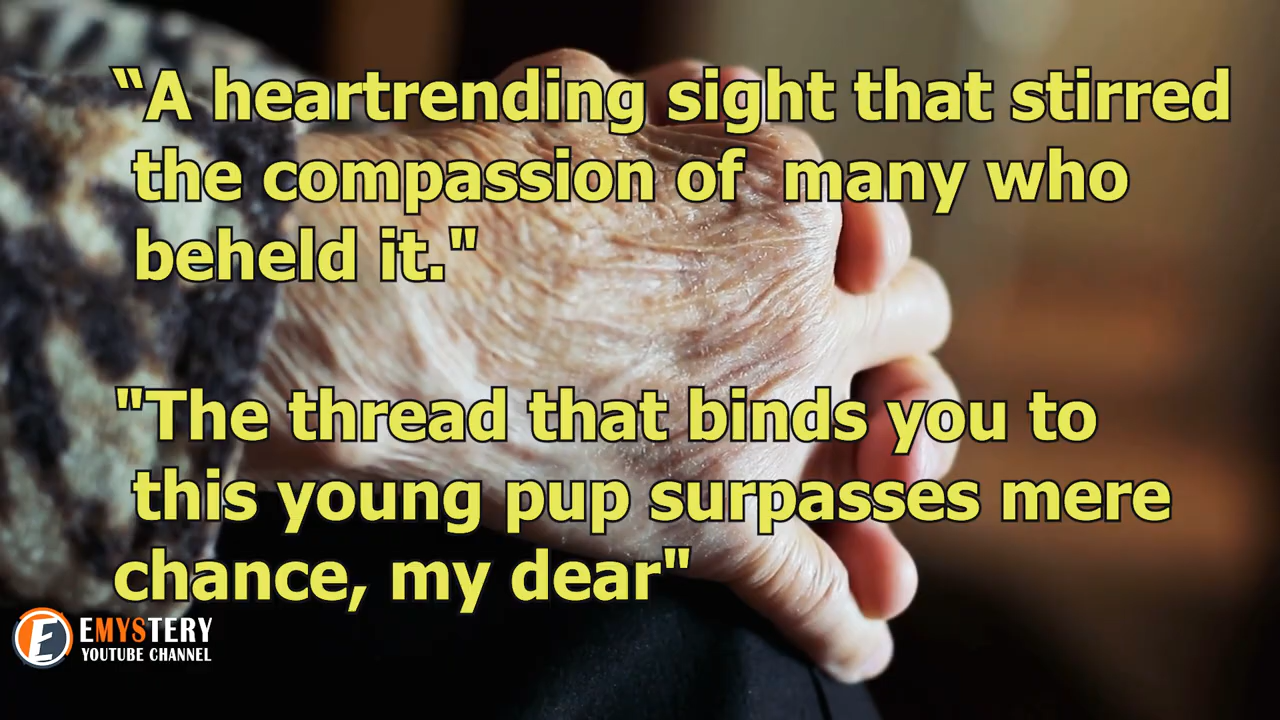 “A heartrending sight that stirred
the compassion of  many who
beheld it."
"The thread that binds you to
this young pup surpasses mere
chance, my dear"
E
EMYSTERY
YOUTUBE CHANNEL